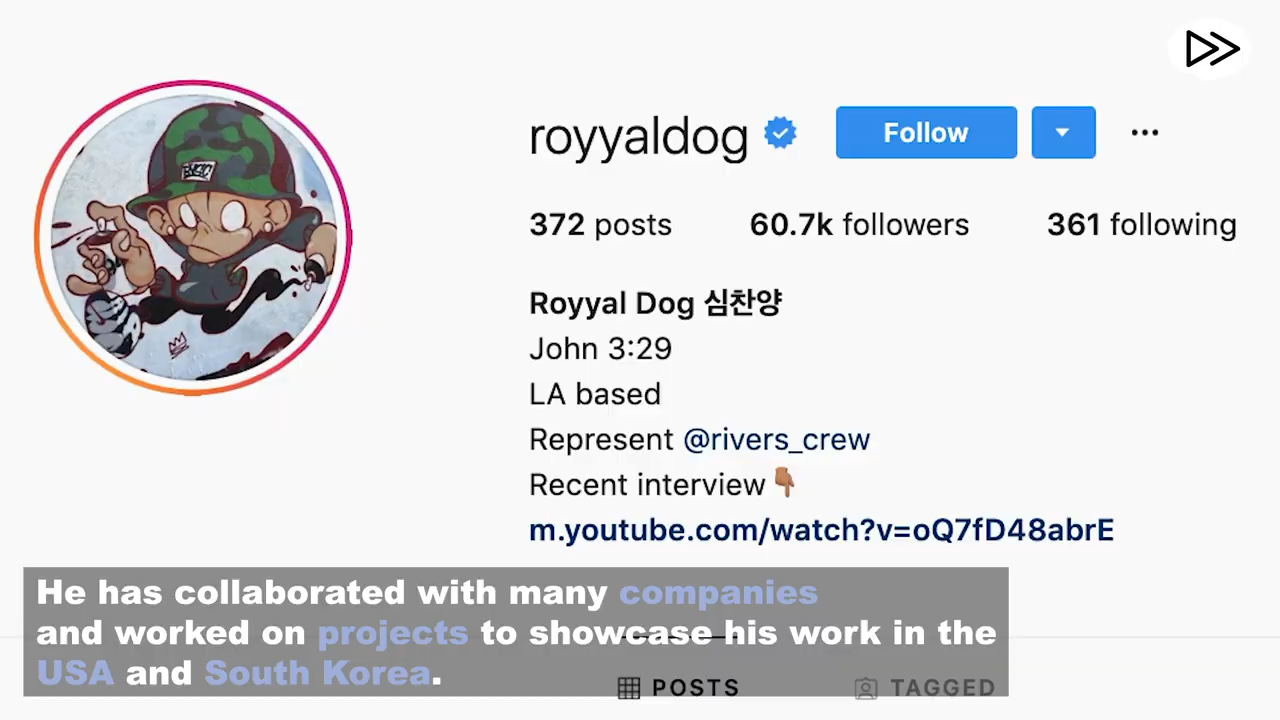 royyaldog
Follow
372 posts 60.7k followers 361 following
Royyal Dog 심찬양
John 3:29
LA based
Represent @rivers_crew
Recent interview👇🏾
m.youtube.com/watch?v=oQ7fD48abrE
He has collaborated with many companies
and worked on projects to showcase his work in the
USA and South Korea.
POSTS TAGGED